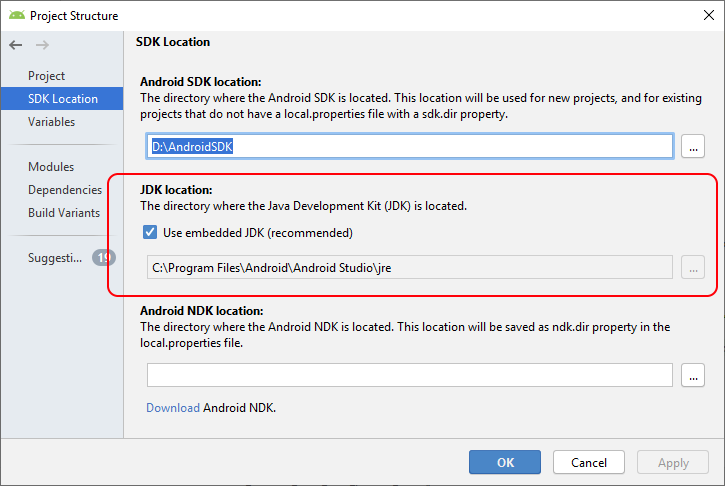 Project Structure
Project
SDK Location
Variables
Modules
Dependencies
Build Variants
Suggesti...
19
SDK Location
Android SDK location:
The directory where the Android SDK is located. This location will be used for new projects, and for existing
projects that do not have a local.properties file with a sdk.dir property.
D:\AndroidSDK
...
JDK location:
The directory where the Java Development Kit (JDK) is located.
Use embedded JDK (recommended)
C:\Program Files\Android\Android Studio\jre
...
Android NDK location:
The directory where the Android NDK is located. This location will be saved as ndk.dir property in the
local.properties file.
...
Download Android NDK.
OK
Cancel
Apply